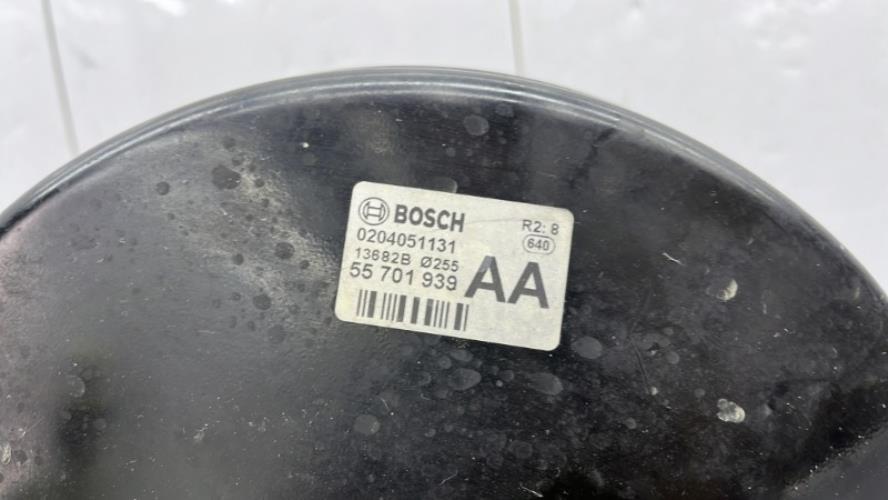 BOSCH
R2: 8
0204051131
640
13682B Ø255
55 701 939
AA